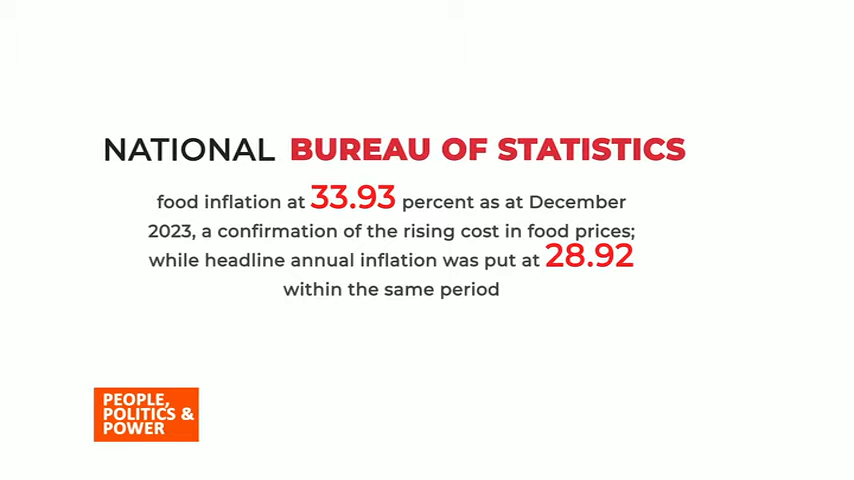 NATIONAL BUREAU OF STATISTICS
food inflation at 33.93 percent as at December
2023, a confirmation of the rising cost in food prices;
while headline annual inflation was put at 28.92
within the same period
PEOPLE,
POLITICS &
POWER